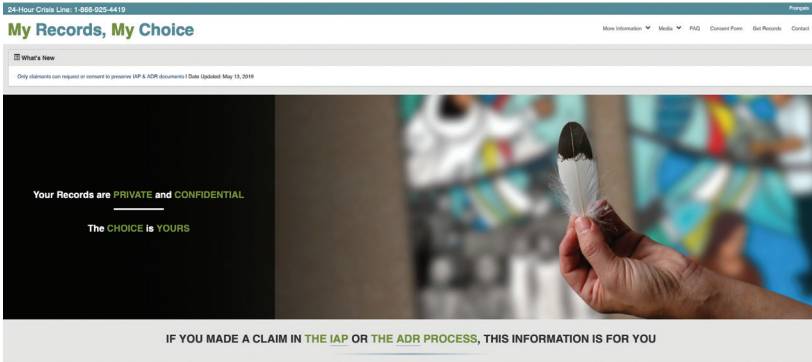 24-Hour Crisis Line: 1-866-925-4419
Français
My Records, My Choice
More Information Media FAQ Consent Form Get Records Contact
What's New
Only claimants can request or consent to preserve IAP & ADR documents | Date Updated: May 13, 2019
Your Records are PRIVATE and CONFIDENTIAL
The CHOICE is YOURS
IF YOU MADE A CLAIM IN THE IAP OR THE ADR PROCESS, THIS INFORMATION IS FOR YOU